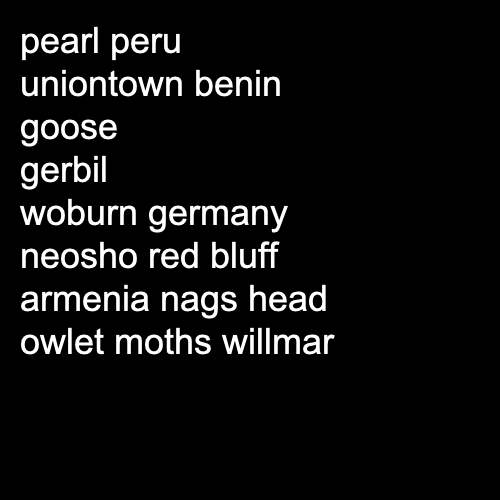 pearl peru
uniontown benin
goose
gerbil
woburn germany
neosho red bluff
armenia nags head
owlet moths willmar